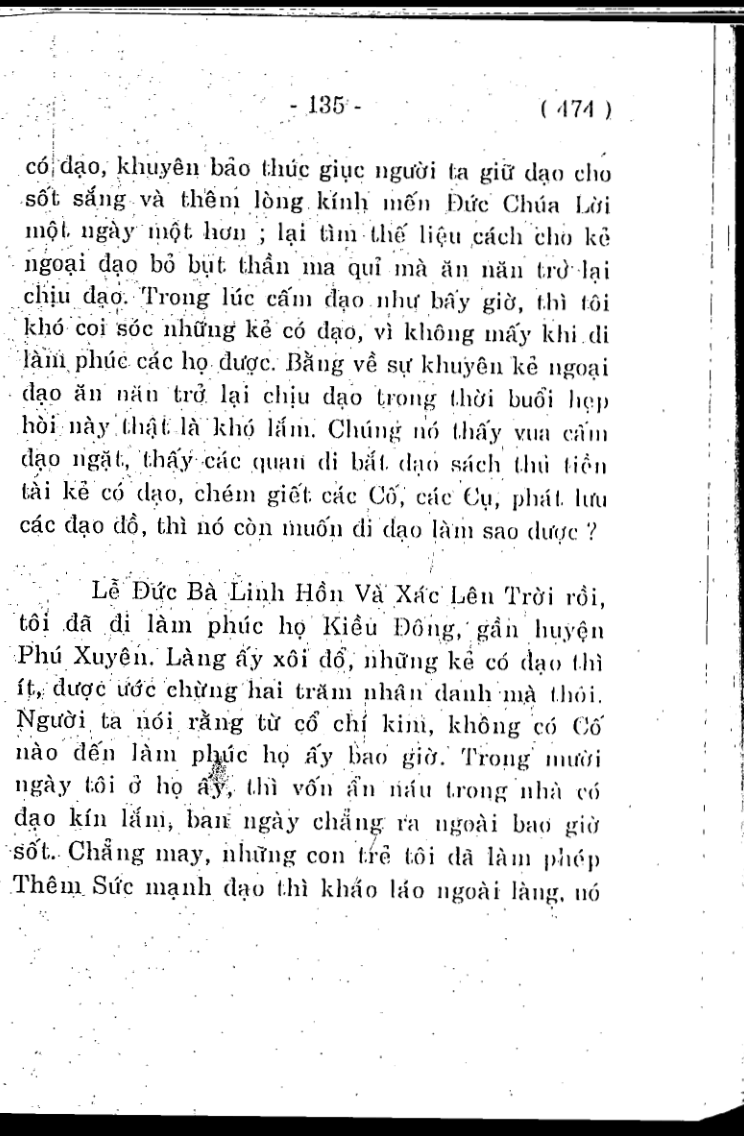 - 135 - ( 474 )
có đạo, khuyên bảo thúc giục người ta giữ đạo cho
sốt sắng và thêm lòng kính mến Đức Chúa Lời
một ngày một hơn ; lại tìm thế liệu cách cho kẻ
ngoại đạo bỏ bụt thần ma quỉ mà ăn năn trở lại
chịu đạo. Trong lúc cấm đạo như bây giờ, thì tôi
khó coi sóc những kẻ có đạo, vì không mấy khi đi
làm phúc các họ được. Bằng về sự khuyên kẻ ngoại
đạo ăn năn trở lại chịu đạo trong thời buổi hẹp
hòi này thật là khó lắm. Chúng nó thấy vua cấm
đạo ngặt, thấy các quan đi bắt đạo sách thủ tiền
tài kẻ có đạo, chém giết các Cố, các Cụ, phát lưu
các đạo đồ, thì nó còn muốn đi đạo làm sao được ?
Lễ Đức Bà Linh Hồn Và Xác Lên Trời rồi,
tôi đã đi làm phúc họ Kiều Đông, gần huyện
Phú Xuyên. Làng ấy xôi đỗ, những kẻ có đạo thì
ít, được ước chừng hai trăm nhân danh mà thôi.
Người ta nói rằng từ cổ chí kim, không có Cố
nào đến làm phúc họ ấy bao giờ. Trong mười
ngày tôi ở họ ấy, thì vốn ẩn náu trong nhà có
đạo kín lắm, ban ngày chẳng ra ngoài bao giờ
sốt. Chẳng may, những con trẻ tôi đã làm phép
Thêm Sức mạnh đạo thì kháo láo ngoài làng, nó